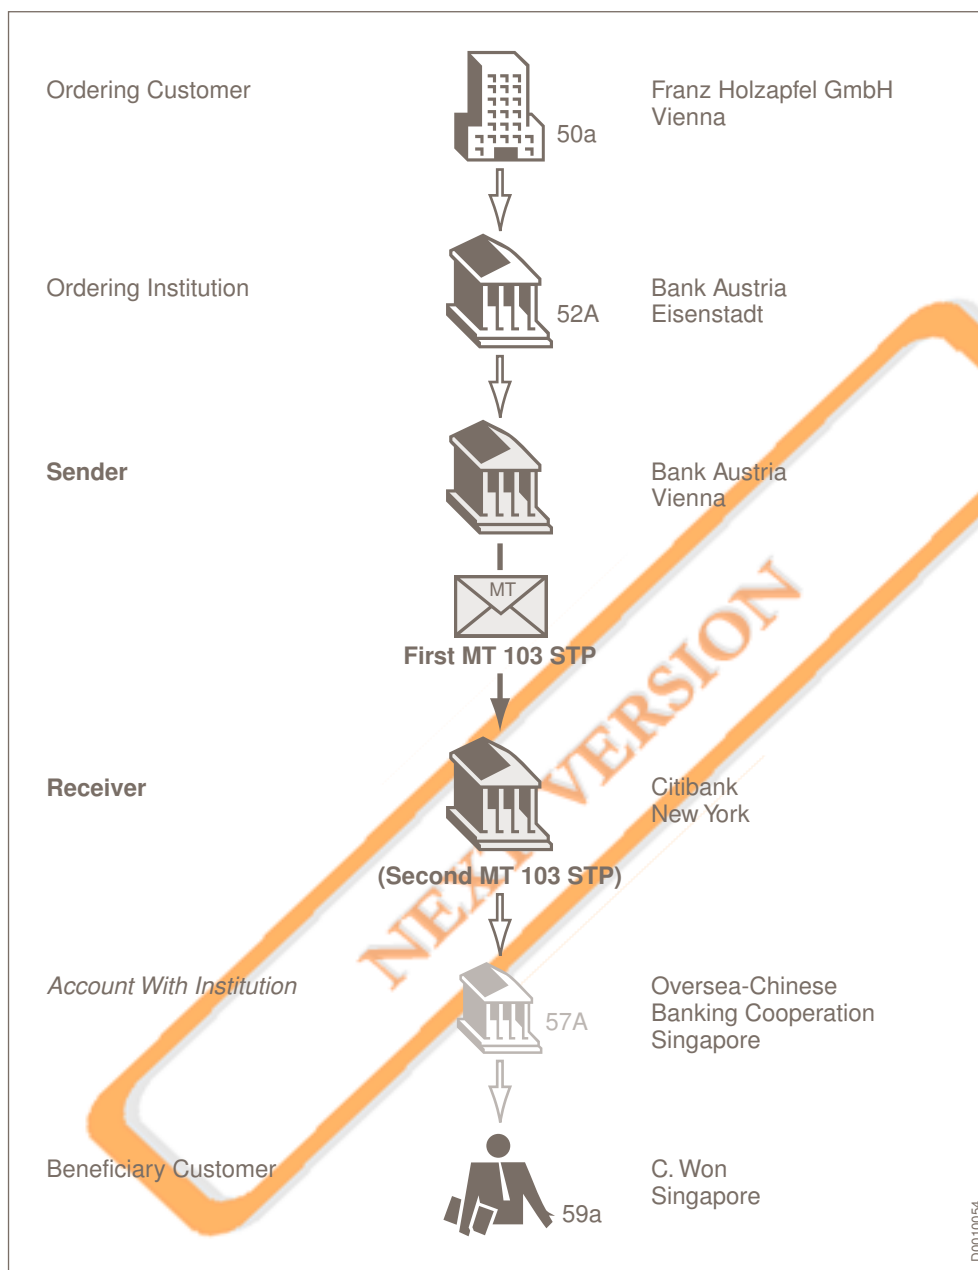 Ordering Customer
Franz Holzapfel GmbH
Vienna
50a
Ordering Institution
Bank Austria
Eisenstadt
52A
Sender
Bank Austria
Vienna
MT
First MT 103 STP
Receiver
Citibank
New York
(Second MT 103 STP)
Account With Institution
Oversea-Chinese
Banking Cooperation
Singapore
57A
Beneficiary Customer
C. Won
Singapore
59a
D0010054
NEXT VERSION